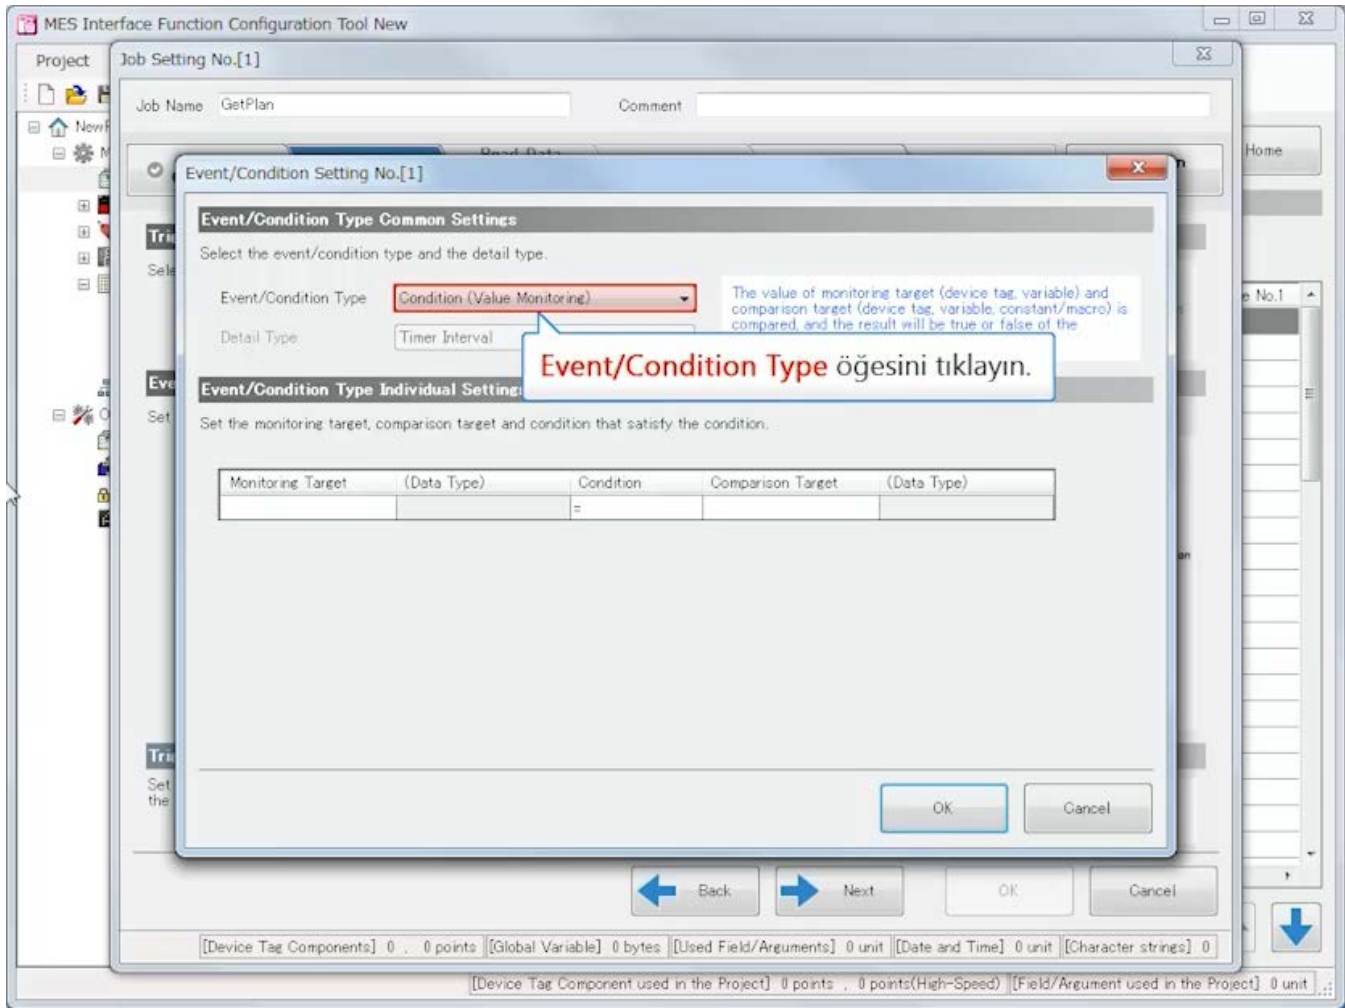 MES Interface Function Configuration Tool New
Project
Job Setting No.[1]
Job Name GetPlan Comment
Home
Event/Condition Setting No.[1]
Event/Condition Type Common Settings
Select the event/condition type and the detail type.
Event/Condition Type Condition (Value Monitoring)
The value of monitoring target (device tag, variable) and
comparison target (device tag, variable, constant/macro) is
compared, and the result will be true or false of the
Detail Type Timer Interval
Event/Condition Type öğesini tıklayın.
Event/Condition Type Individual Settings
Set the monitoring target, comparison target and condition that satisfy the condition.
Monitoring Target (Data Type) Condition Comparison Target (Data Type)
=
OK Cancel
Set
the
Back Next OK Cancel
[Device Tag Components] 0 , 0 points [Global Variable] 0 bytes [Used Field/Arguments] 0 unit [Date and Time] 0 unit [Character strings] 0
[Device Tag Component used in the Project] 0 points , 0 points(High-Speed) [Field/Argument used in the Project] 0 unit